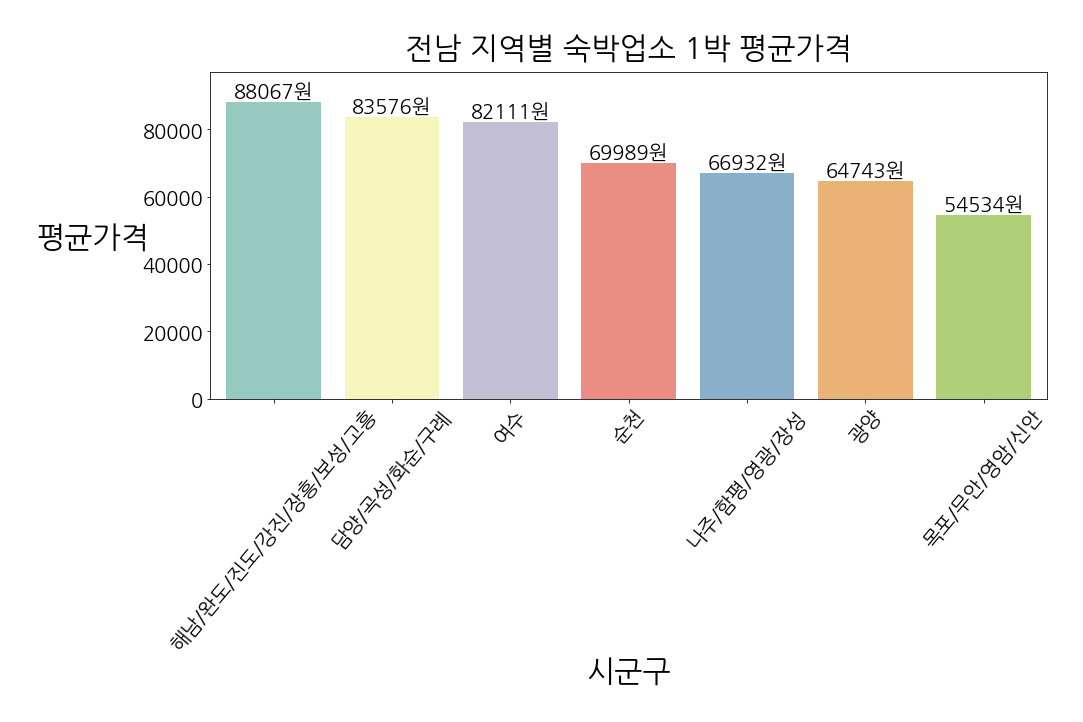 전남 지역별 숙박업소 1박 평균가격
88067원
83576원
82111원
69989원
66932원
64743원
54534원
80000
60000
40000
20000
0
평균가격
해남/완도/진도/강진/장흥/보성/고흥
담양/곡성/화순/구례
여수
순천
나주/함평/영광/장성
광양
목포/무안/영암/신안
시군구